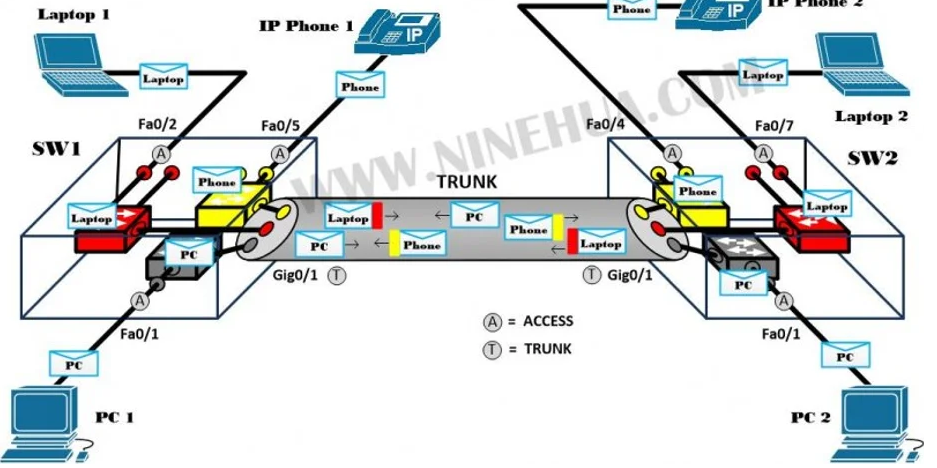 Laptop 1
IP Phone 1
IP
Phone
IP
IP Phone 2
Laptop
Phone
Laptop
Laptop 2
Fa0/2
Fa0/5
Fa0/4
Fa0/7
SW1
A
A
WWW.NINEHUA.COM
A
A
SW2
TRUNK
Phone
Phone
Laptop
Laptop
PC
Phone
Laptop
PC
PC
Phone
Laptop
PC
Gig0/1
T
T
Gig0/1
A
A
Fa0/1
Fa0/1
A = ACCESS
T = TRUNK
PC
PC
PC 1
PC 2